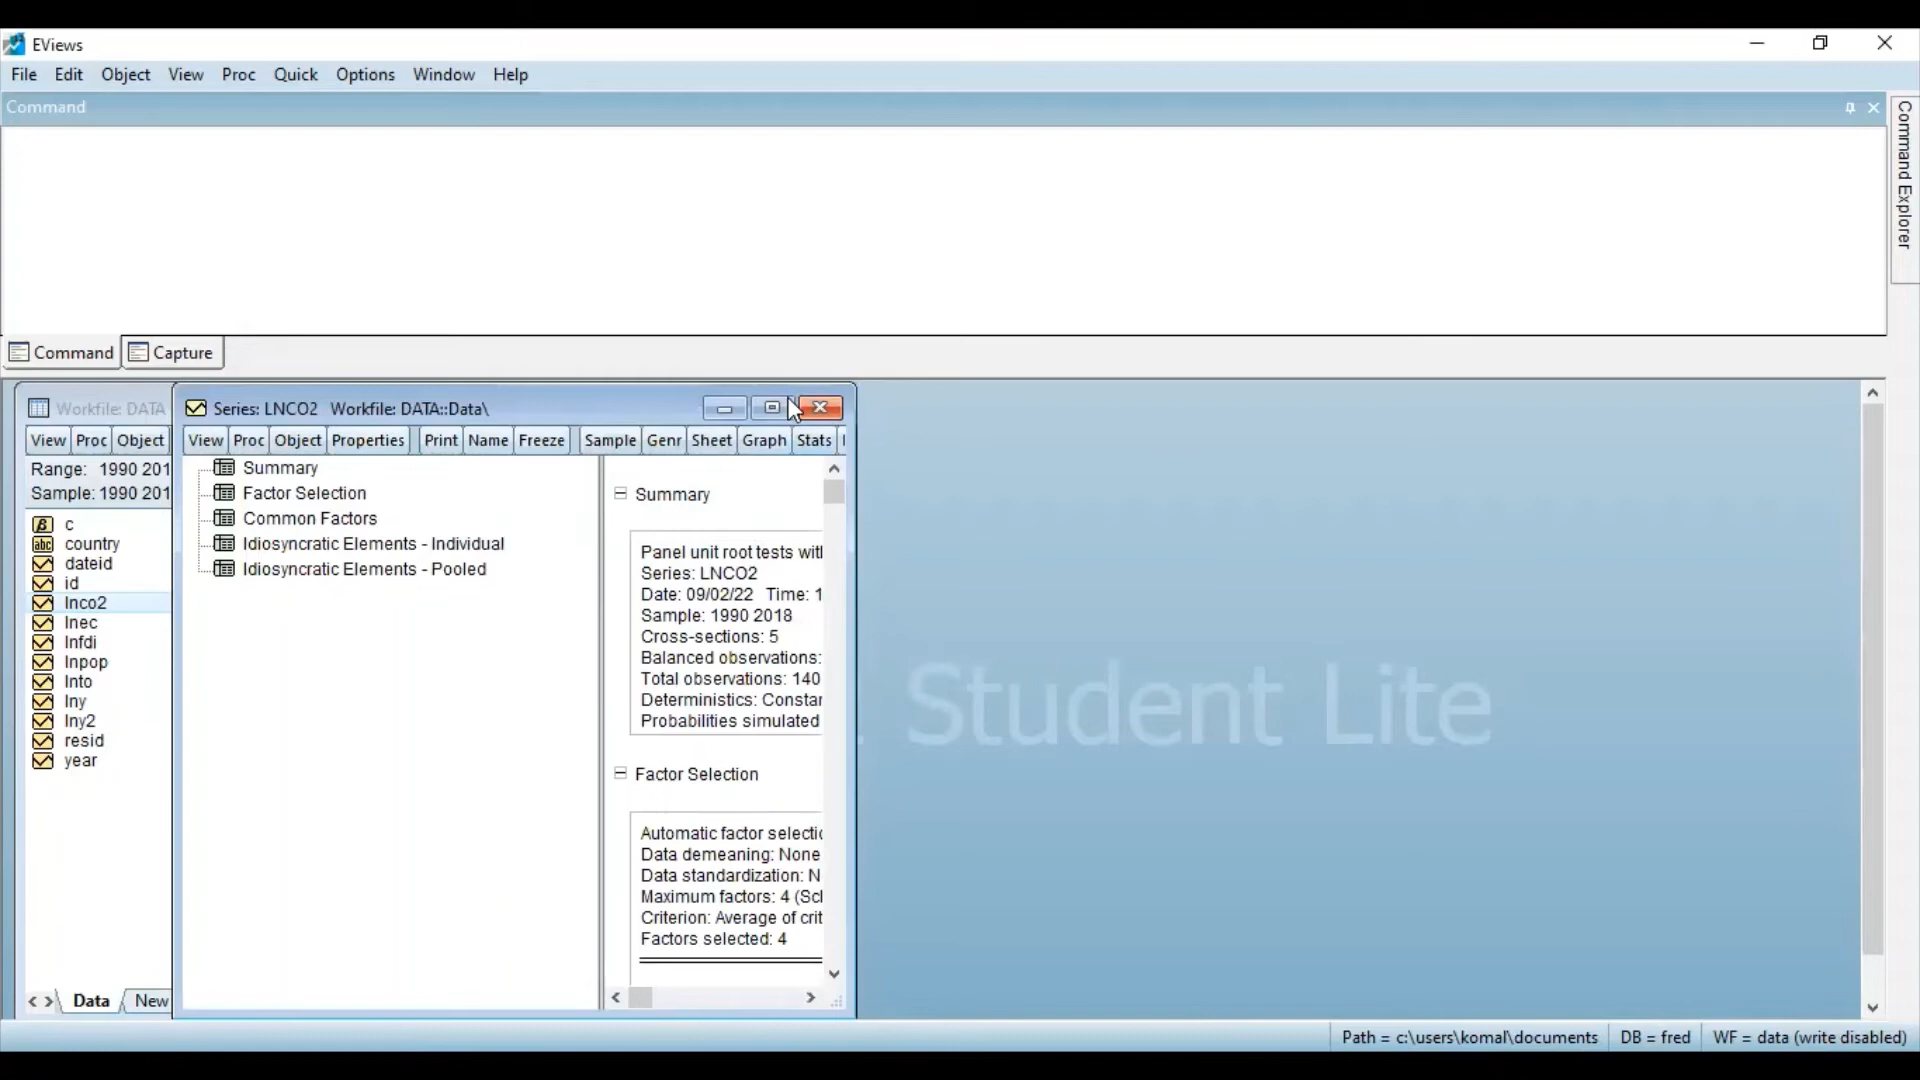 EViews
File Edit Object View Proc Quick Options Window Help
Command
Command Explorer
Command Capture
Workfile: DATA
View Proc Object
Range: 1990 201
Sample: 1990 201
c
country
dateid
id
lnco2
lnec
lnfdi
lnpop
lnto
lny
lny2
resid
year
Data New
Series: LNCO2 Workfile: DATA::Data\
View Proc Object Properties Print Name Freeze Sample Genr Sheet Graph Stats
Summary
Factor Selection
Common Factors
Idiosyncratic Elements - Individual
Idiosyncratic Elements - Pooled
Summary
Panel unit root tests wit
Series: LNCO2
Date: 09/02/22 Time: 1
Sample: 1990 2018
Cross-sections: 5
Balanced observations:
Total observations: 140
Deterministics: Constar
Probabilities simulated
Factor Selection
Automatic factor selectio
Data demeaning: None
Data standardization: N
Maximum factors: 4 (Scl
Criterion: Average of crit
Factors selected: 4
Student Lite
Path = c:\users\komal\documents DB = fred WF = data (write disabled)